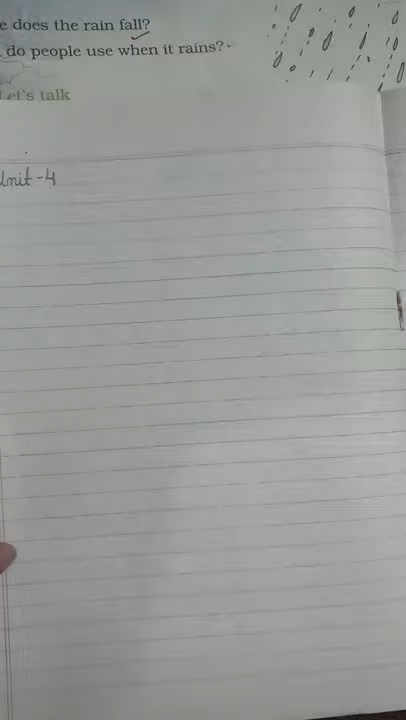 e does the rain fall?
do people use when it rains?
Let's talk
Unit-4